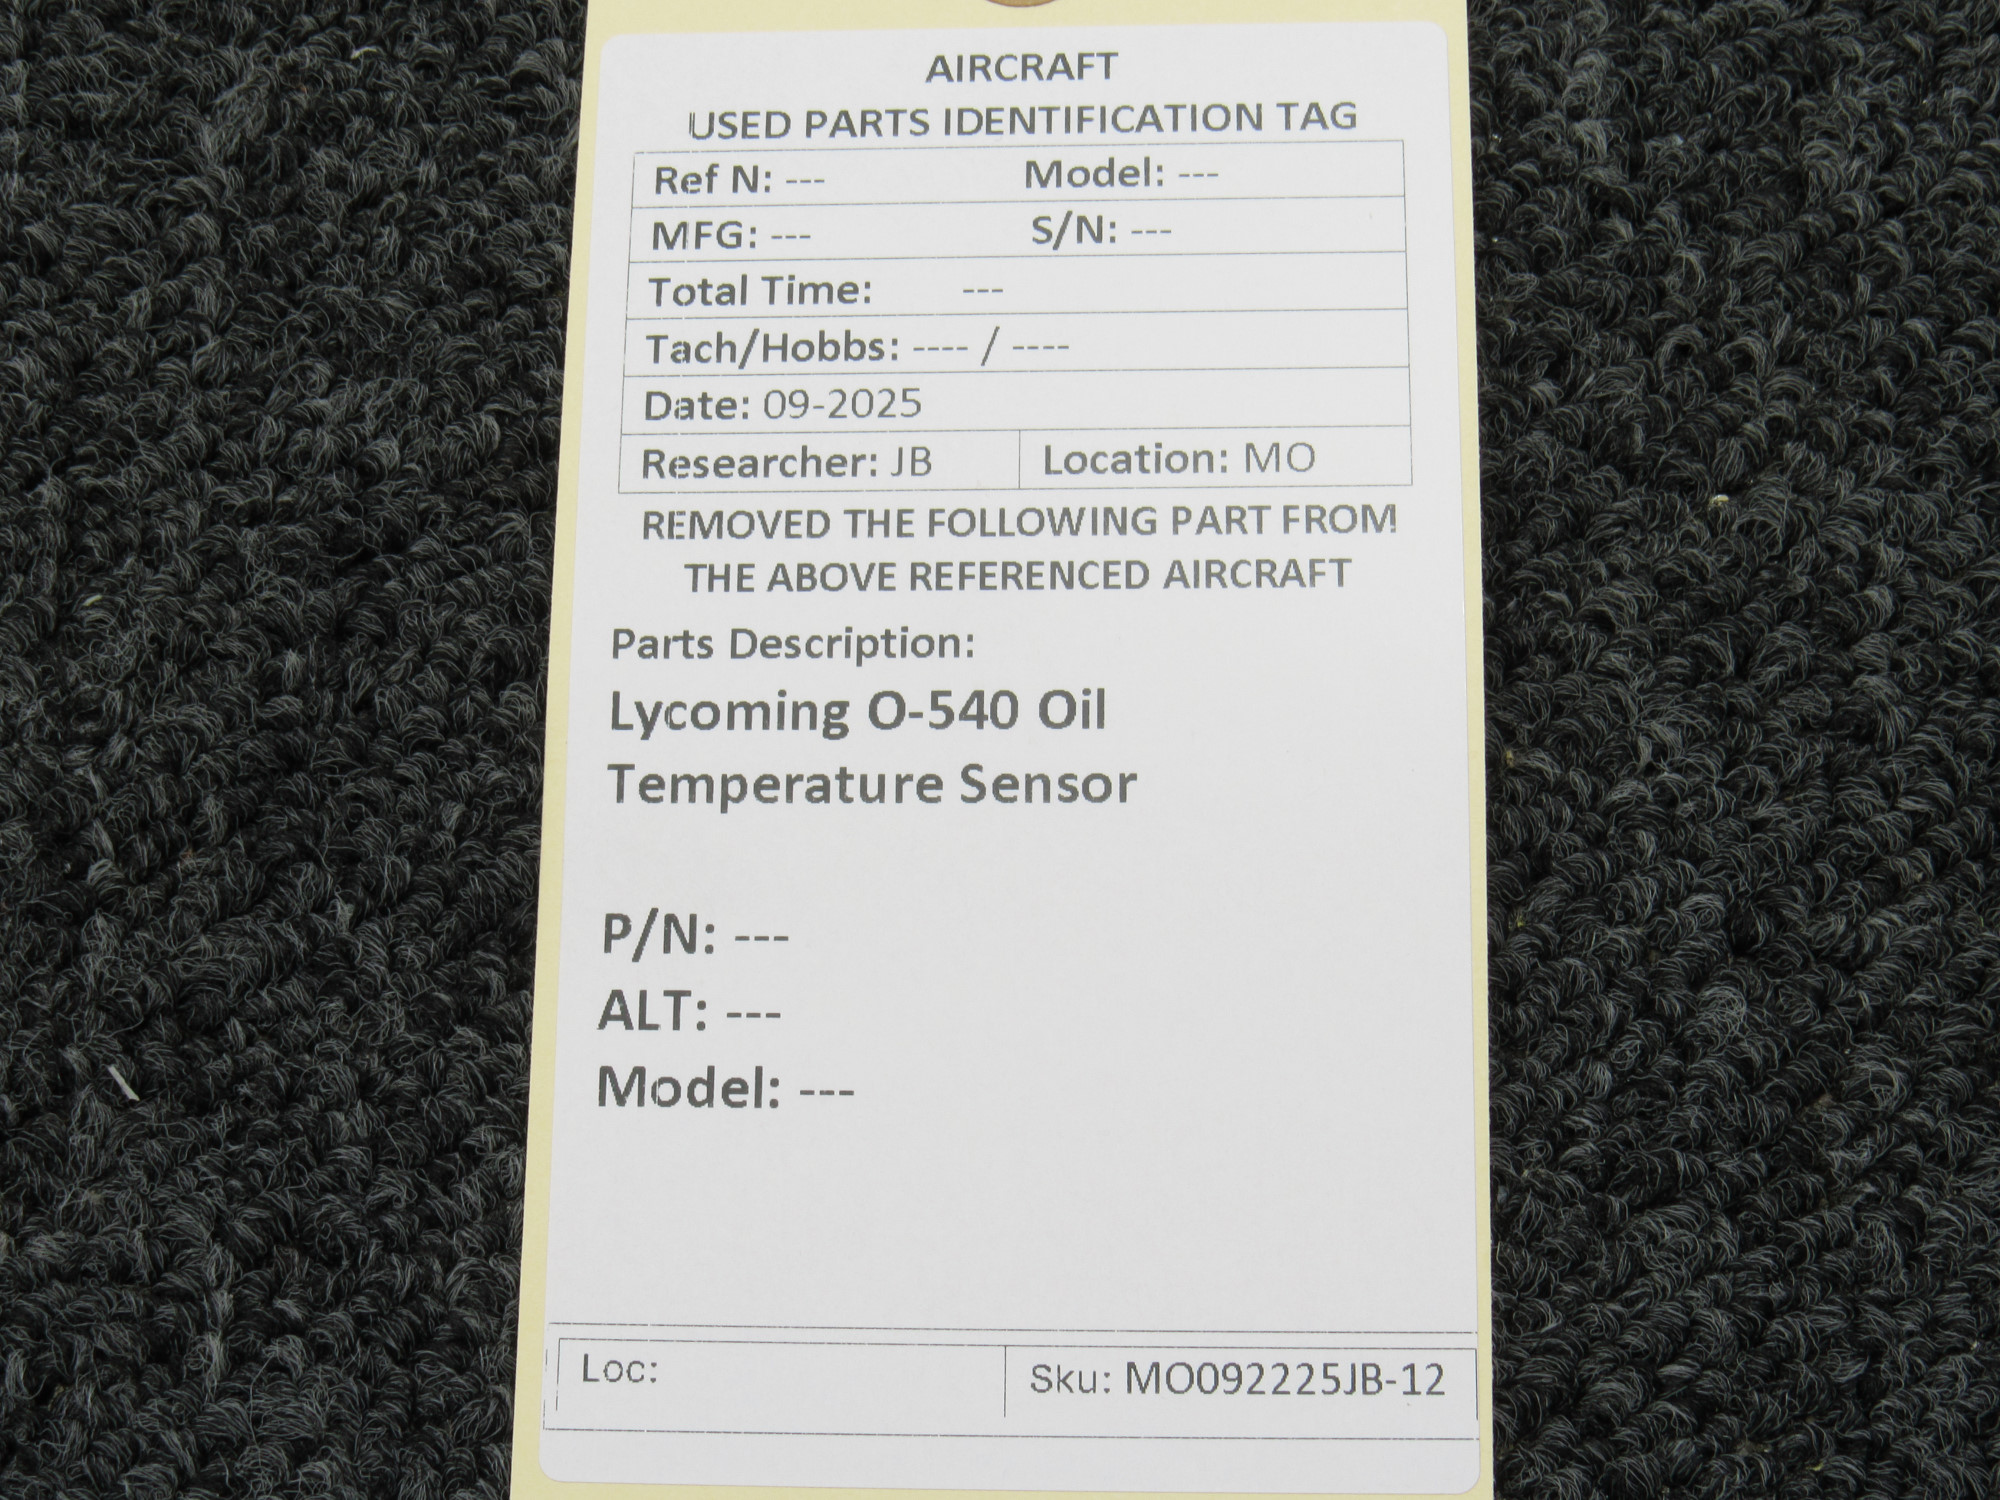 AIRCRAFT
USED PARTS IDENTIFICATION TAG
Ref N: --- Model: ---
MFG: --- S/N: ---
Total Time: ---
Tach/Hobbs: ---- / ----
Date: 09-2025
Researcher: JB Location: MO
REMOVED THE FOLLOWING PART FROM
THE ABOVE REFERENCED AIRCRAFT
Parts Description:
Lycoming O-540 Oil
Temperature Sensor
P/N: ---
ALT: ---
Model: ---
Loc: Sku: MO092225JB-12